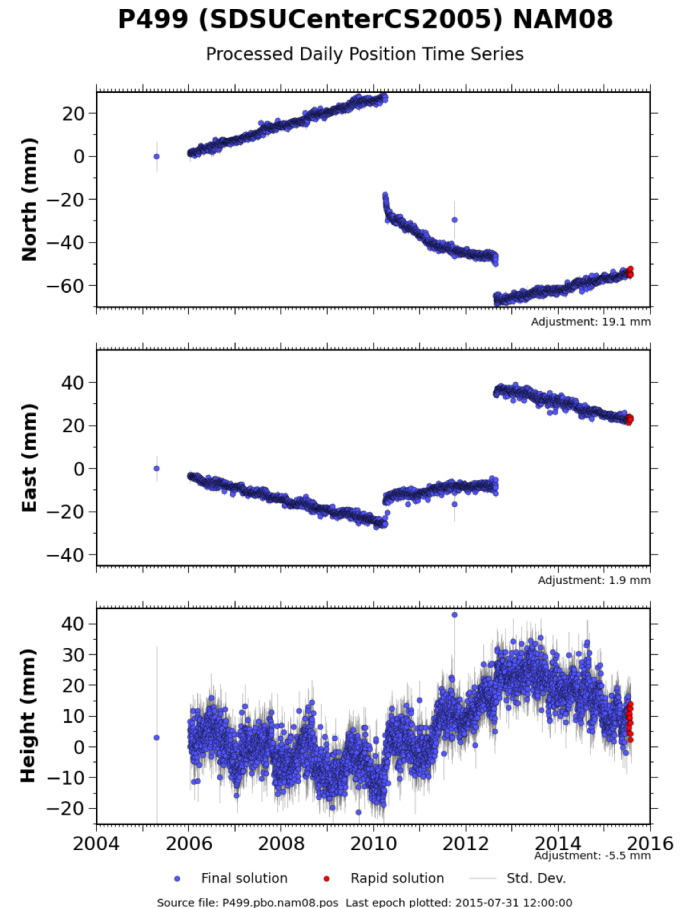 P499 (SDSUCenterCS2005) NAM08
Processed Daily Position Time Series
North (mm)
20
0
−20
−40
−60
Adjustment: 19.1 mm
East (mm)
40
20
0
−20
−40
Adjustment: 1.9 mm
Height (mm)
40
30
20
10
0
−10
−20
2004 2006 2008 2010 2012 2014 2016
Adjustment: -5.5 mm
Final solution Rapid solution Std. Dev.
Source file: P499.pbo.nam08.pos Last epoch plotted: 2015-07-31 12:00:00